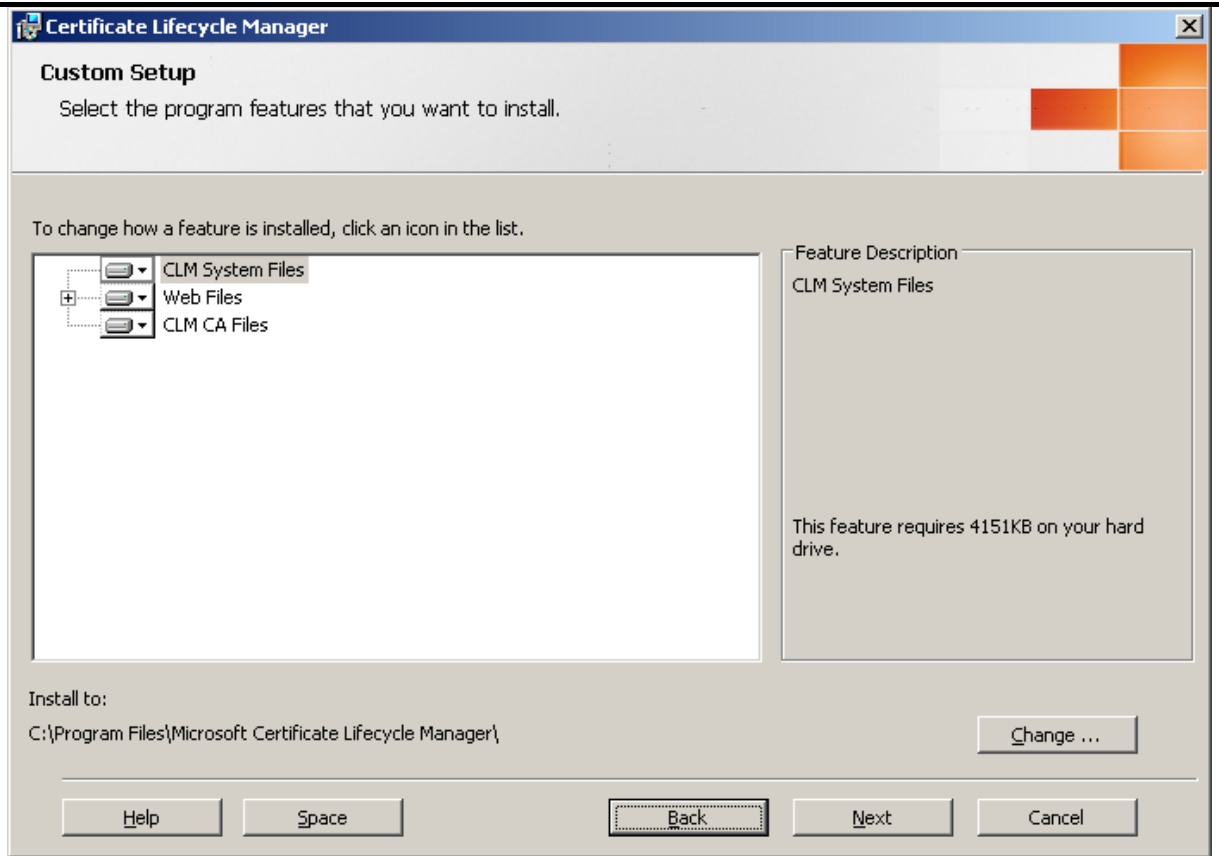 Certificate Lifecycle Manager
Custom Setup
Select the program features that you want to install.
To change how a feature is installed, click an icon in the list.
CLM System Files
Web Files
CLM CA Files
Feature Description
CLM System Files
This feature requires 4151KB on your hard
drive.
Install to:
C:\Program Files\Microsoft Certificate Lifecycle Manager\
Change ...
Help
Space
Back
Next
Cancel